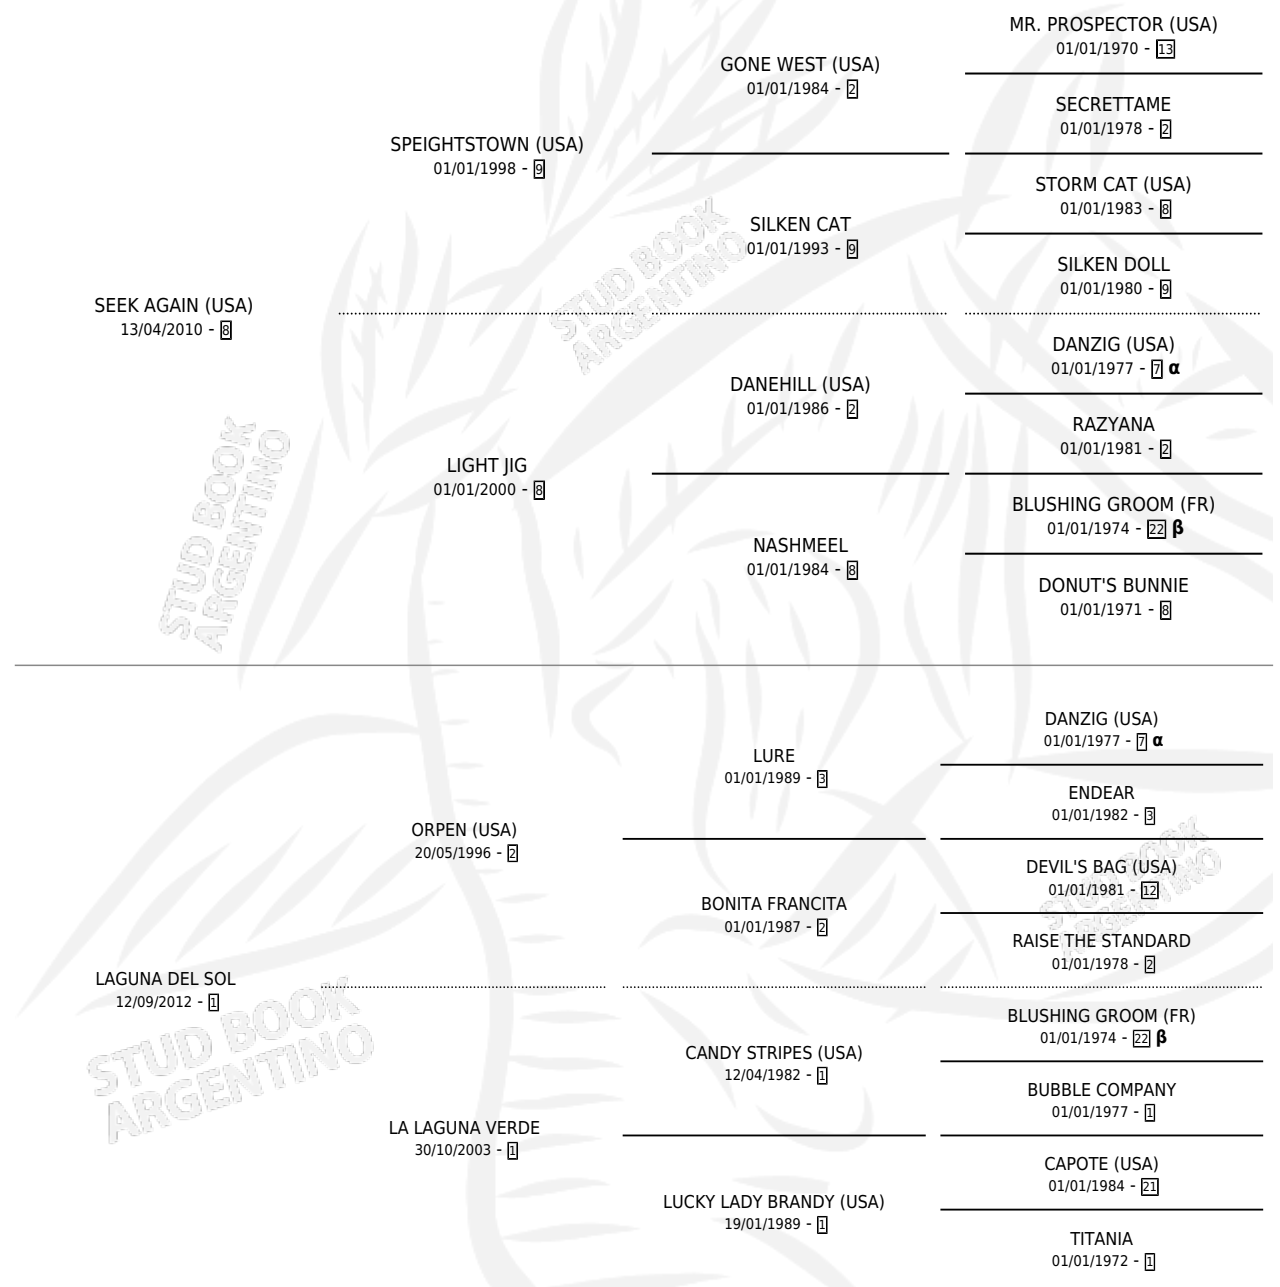 MR. PROSPECTOR (USA)
01/01/1970 - 13
GONE WEST (USA)
01/01/1984 - 2
SECRETTAME
01/01/1978 - 2
SPEIGHTSTOWN (USA)
01/01/1998 - 9
STORM CAT (USA)
01/01/1983 - 8
SILKEN CAT
01/01/1993 - 9
SILKEN DOLL
01/01/1980 - 9
SEEK AGAIN (USA)
13/04/2010 - 8
DANZIG (USA)
01/01/1977 - 7 α
DANEHILL (USA)
01/01/1986 - 2
RAZYANA
01/01/1981 - 2
LIGHT JIG
01/01/2000 - 8
BLUSHING GROOM (FR)
01/01/1974 - 22 β
NASHMEEL
01/01/1984 - 8
DONUT'S BUNNIE
01/01/1971 - 8
DANZIG (USA)
01/01/1977 - 7 α
LURE
01/01/1989 - 3
ENDEAR
01/01/1982 - 3
ORPEN (USA)
20/05/1996 - 2
DEVIL'S BAG (USA)
01/01/1981 - 12
BONITA FRANCITA
01/01/1987 - 2
RAISE THE STANDARD
01/01/1978 - 2
LAGUNA DEL SOL
12/09/2012 - 1
BLUSHING GROOM (FR)
01/01/1974 - 22 β
CANDY STRIPES (USA)
12/04/1982 - 1
BUBBLE COMPANY
01/01/1977 - 1
LA LAGUNA VERDE
30/10/2003 - 1
CAPOTE (USA)
01/01/1984 - 21
LUCKY LADY BRANDY (USA)
19/01/1989 - 1
TITANIA
01/01/1972 - 1
STUD BOOK
ARGENTINO
STUD BOOK
ARGENTINO
STUD BOOK
ARGENTINO
STUD BOOK
ARGENTINO